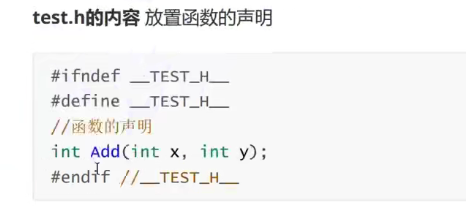 test.h的内容 放置函数的声明
#ifndef __TEST_H__
#define __TEST_H__
//函数的声明
int Add(int x, int y);
#endif //__TEST_H__